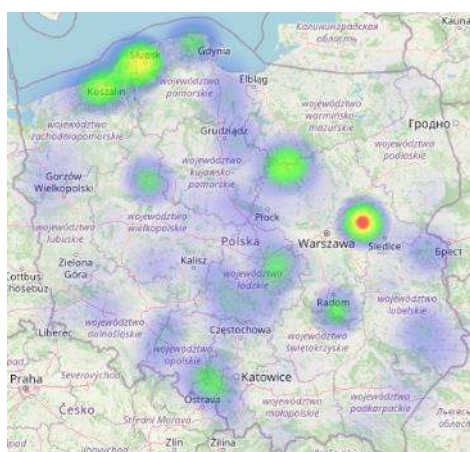 Калининградская
область
Kauna
Gdynia
Słupsk
Koszalin
Elbląg
województwo
pomorskie
województwo
warmińsko-
mazurskie
Гродно
województwo
zachodniopomorskie
Grudziądz
województwo
podlaskie
województwo
kujawsko-
pomorskie
Gorzów
Wielkopolski
Płock
województwo
wielkopolskie
województwo
lubuskie
Polska
Warszawa
Siedlce
Брест
Cottbus
Chóśebuz
Zielona
Góra
Kalisz
województwo
łódzkie
Radom
województwo
lubelskie
Liberec
województwo
dolnośląskie
Częstochowa
województwo
świętokrzyskie
województwo
opolskie
pad
Severovýchod
Praha
Katowice
Ostrava
województwo
małopolskie
województwo
podkarpackie
Česko
Střední Morava
Zlín
Žilina